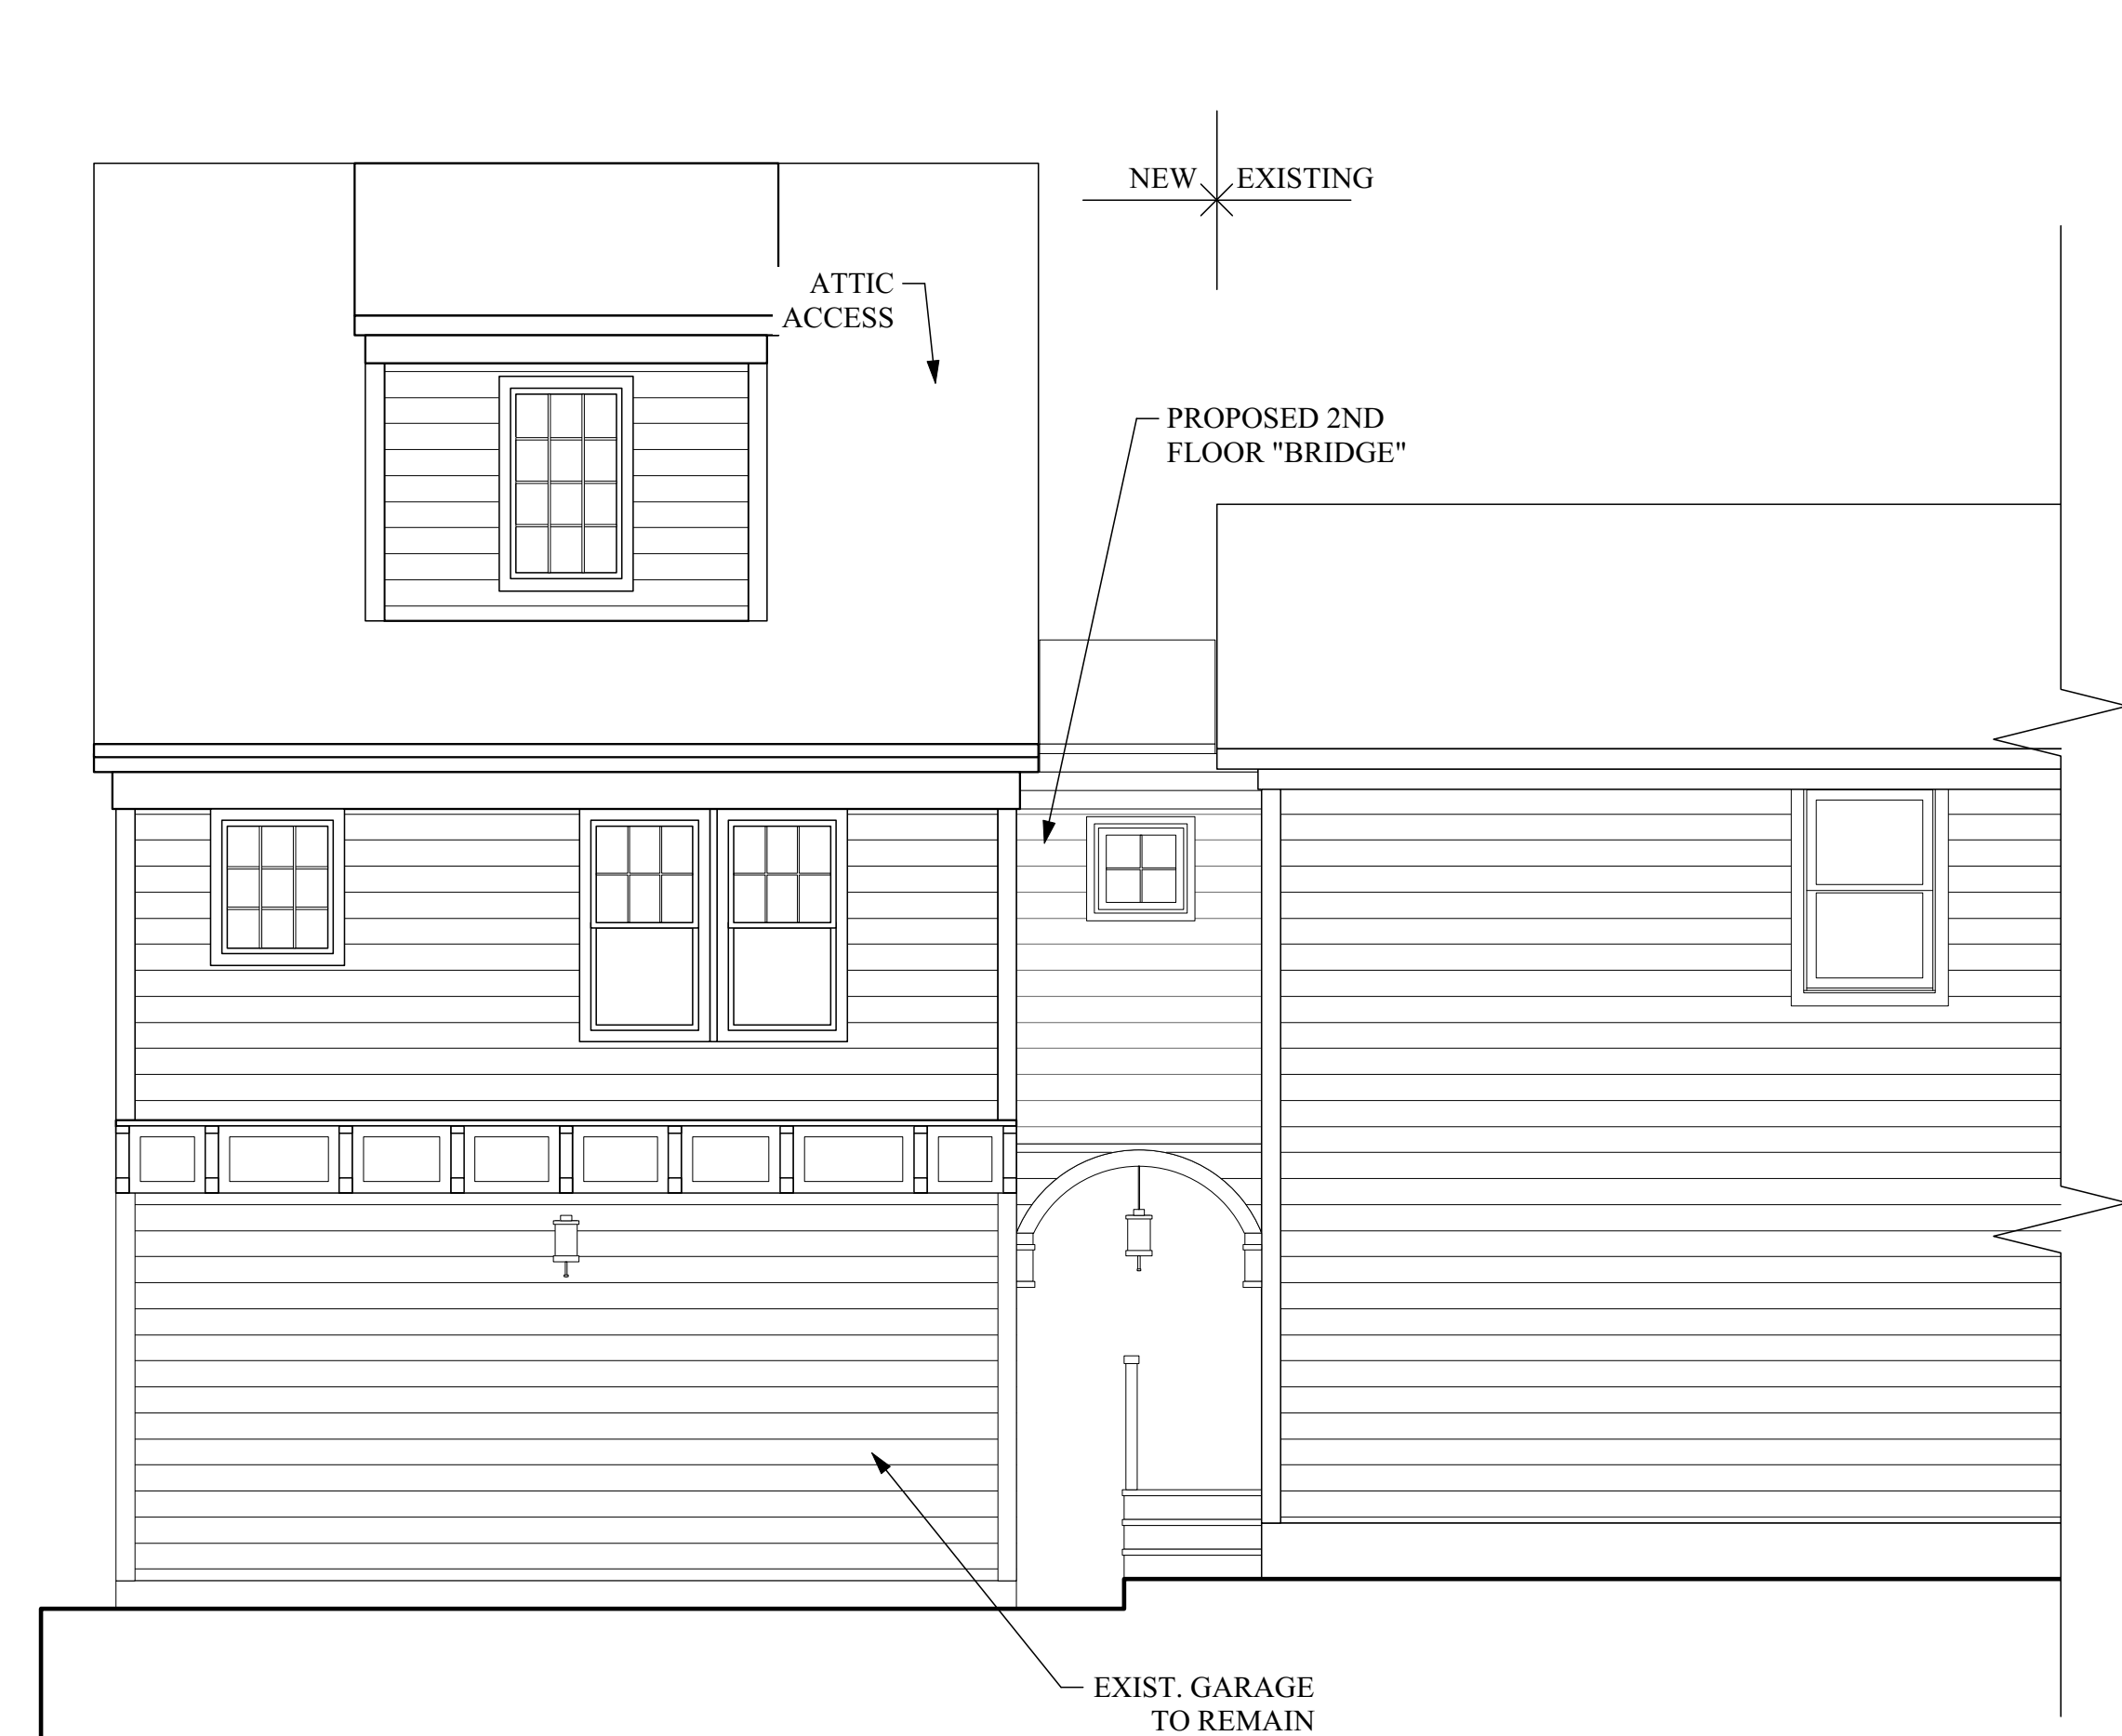 NEW EXISTING
ATTIC
ACCESS
PROPOSED 2ND
FLOOR "BRIDGE"
EXIST. GARAGE
TO REMAIN